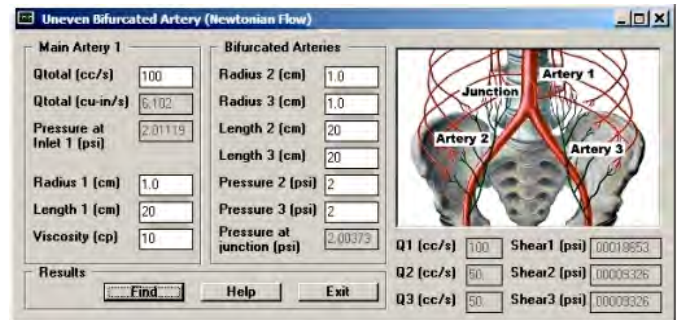 Uneven Bifurcated Artery (Newtonian Flow)
Main Artery 1
Qtotal (cc/s) 100
Qtotal (cu-in/s) 6.102
Pressure at
Inlet 1 (psi) 2.01119
Radius 1 (cm) 1.0
Length 1 (cm) 20
Viscosity (cp) 10
Bifurcated Arteries
Radius 2 (cm) 1.0
Radius 3 (cm) 1.0
Length 2 (cm) 20
Length 3 (cm) 20
Pressure 2 (psi) 2
Pressure 3 (psi) 2
Pressure at
junction (psi) 2.00373
Artery 1
Junction
Artery 2
Artery 3
Q1 (cc/s) 100 Shear1 (psi) .00018653
Q2 (cc/s) 50. Shear2 (psi) .00009326
Q3 (cc/s) 50. Shear3 (psi) .00009326
Results
Find Help Exit